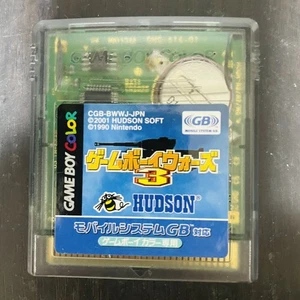 GAME BOY COLOR
CGB-BWWJ-JPN
©2001 HUDSON SOFT
©1990 Nintendo
GB
ゲームボーイウォーズ
3
HUDSON
モバイルシステムGB 対応
ゲームボーイカラー専用